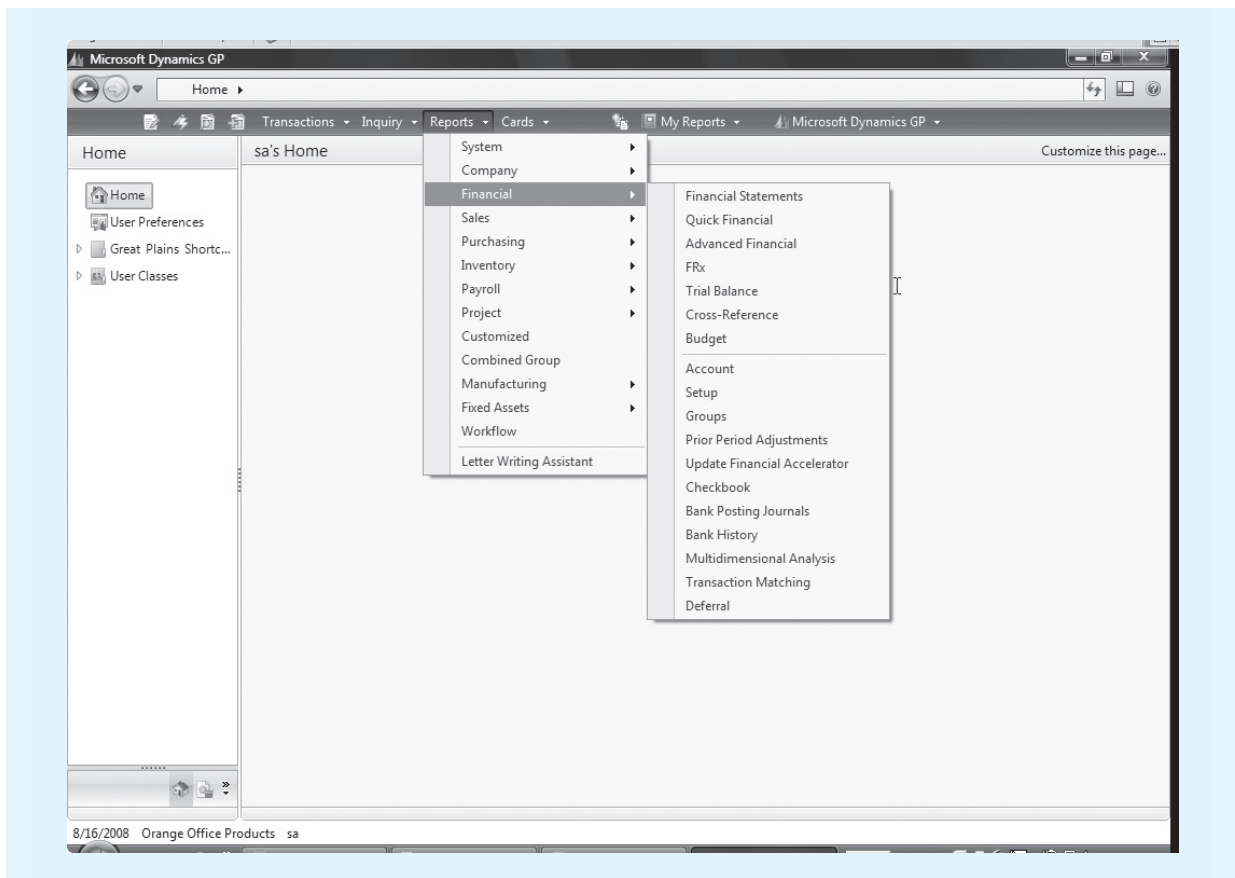 Microsoft Dynamics GP
Home
Transactions Inquiry Reports Cards My Reports Microsoft Dynamics GP
Home
sa's Home
Customize this page...
Home
User Preferences
Great Plains Shortc...
User Classes
System
Company
Financial
Sales
Purchasing
Inventory
Payroll
Project
Customized
Combined Group
Manufacturing
Fixed Assets
Workflow
Letter Writing Assistant
Financial Statements
Quick Financial
Advanced Financial
FRx
Trial Balance
Cross-Reference
Budget
Account
Setup
Groups
Prior Period Adjustments
Update Financial Accelerator
Checkbook
Bank Posting Journals
Bank History
Multidimensional Analysis
Transaction Matching
Deferral
8/16/2008 Orange Office Products sa